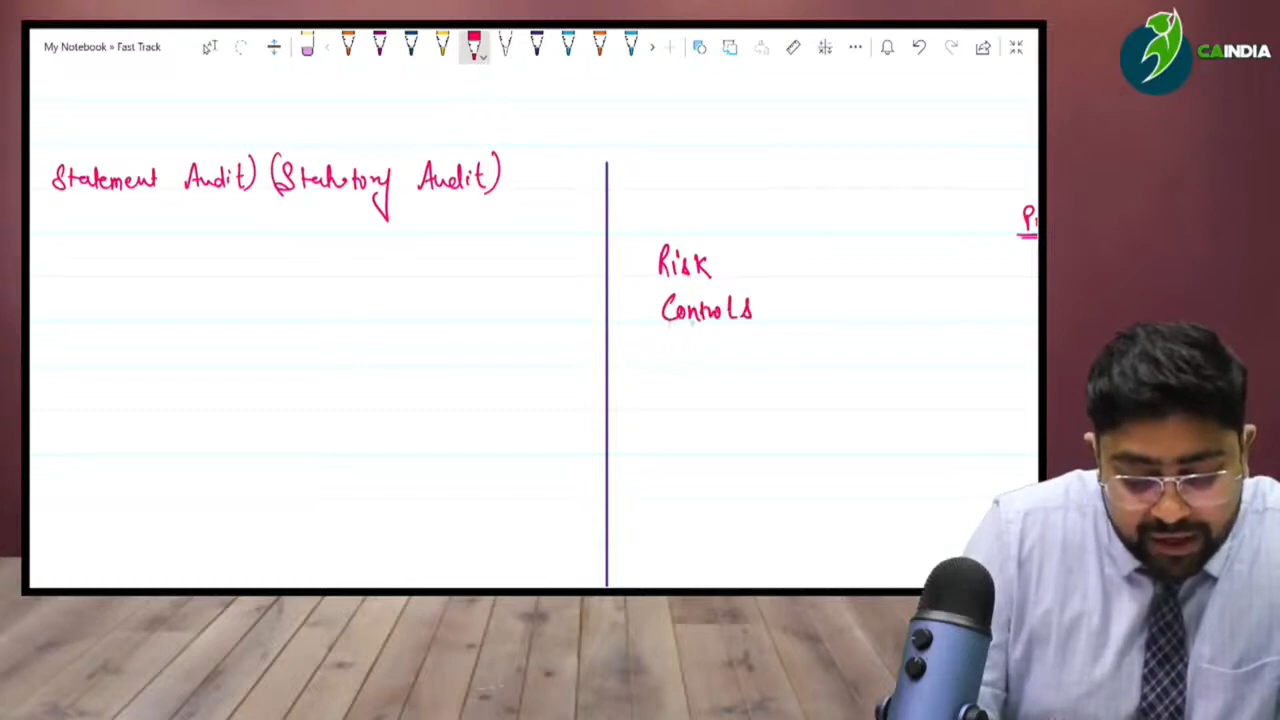 My Notebook » Fast Track
CAINDIA
Statement Audit) (Statutory Audit)
Risk
Controls